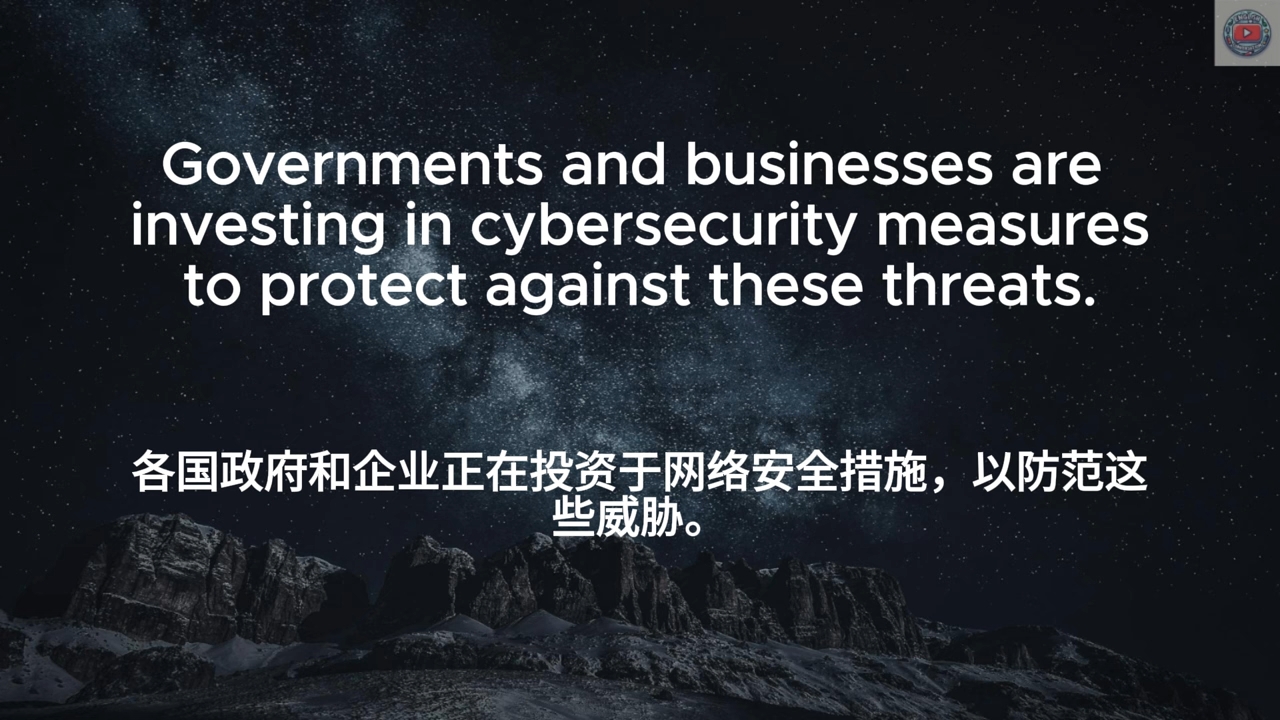 Governments and businesses are
investing in cybersecurity measures
to protect against these threats.
各国政府和企业正在投资于网络安全措施，以防范这
些威胁。